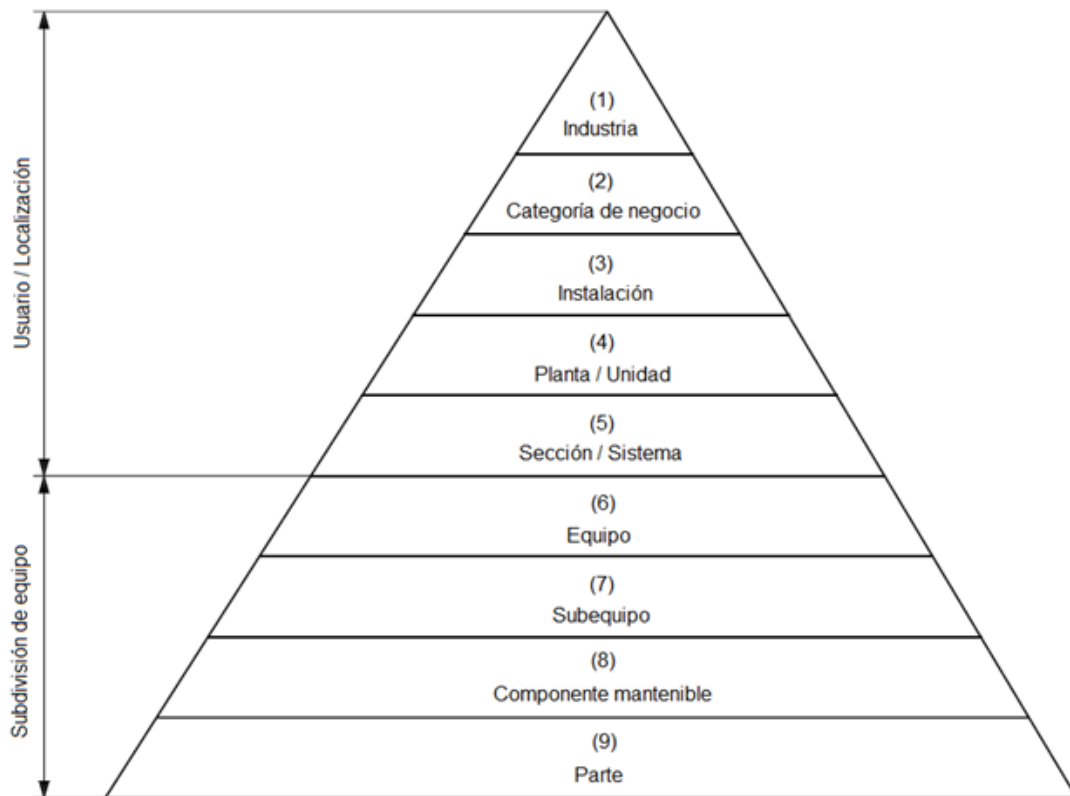 (1)
Industria
(2)
Categoría de negocio
(3)
Instalación
(4)
Planta / Unidad
(5)
Sección / Sistema
(6)
Equipo
(7)
Subequipo
(8)
Componente mantenible
(9)
Parte
Usuario / Localización
Subdivisión de equipo